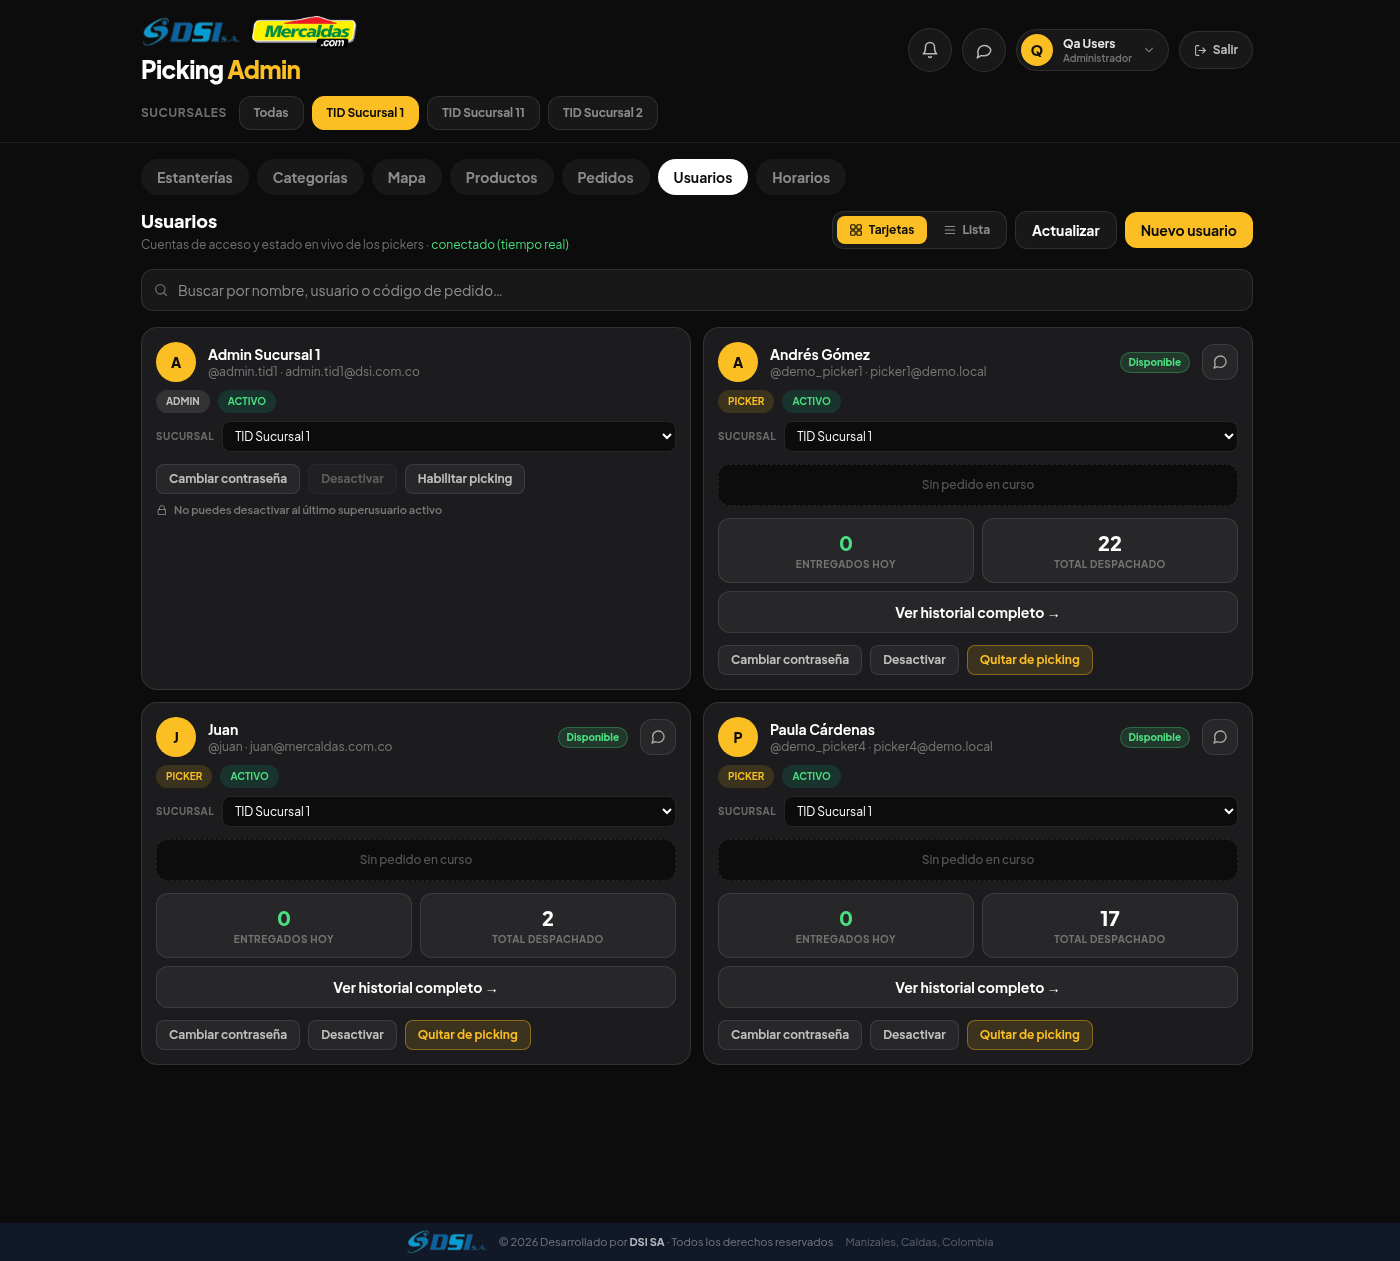 DSI S.A. Mercaldas .com
Picking Admin
Q Qa Users
Administrador
Salir
SUCURSALES Todas TID Sucursal 1 TID Sucursal 11 TID Sucursal 2
Estanterías Categorías Mapa Productos Pedidos Usuarios Horarios
Usuarios
Cuentas de acceso y estado en vivo de los pickers · conectado (tiempo real)
Tarjetas Lista Actualizar Nuevo usuario
Buscar por nombre, usuario o código de pedido...
A Admin Sucursal 1
@admin.tid1 · admin.tid1@dsi.com.co
ADMIN ACTIVO
SUCURSAL TID Sucursal 1
Cambiar contraseña Desactivar Habilitar picking
No puedes desactivar al último superusuario activo
A Andrés Gómez
@demo_picker1 · picker1@demo.local
Disponible
PICKER ACTIVO
SUCURSAL TID Sucursal 1
Sin pedido en curso
0 22
ENTREGADOS HOY TOTAL DESPACHADO
Ver historial completo →
Cambiar contraseña Desactivar Quitar de picking
J Juan
@juan · juan@mercaldas.com.co
Disponible
PICKER ACTIVO
SUCURSAL TID Sucursal 1
Sin pedido en curso
0 2
ENTREGADOS HOY TOTAL DESPACHADO
Ver historial completo →
Cambiar contraseña Desactivar Quitar de picking
P Paula Cárdenas
@demo_picker4 · picker4@demo.local
Disponible
PICKER ACTIVO
SUCURSAL TID Sucursal 1
Sin pedido en curso
0 17
ENTREGADOS HOY TOTAL DESPACHADO
Ver historial completo →
Cambiar contraseña Desactivar Quitar de picking
DSI S.A. © 2026 Desarrollado por DSI SA · Todos los derechos reservados Manizales, Caldas, Colombia